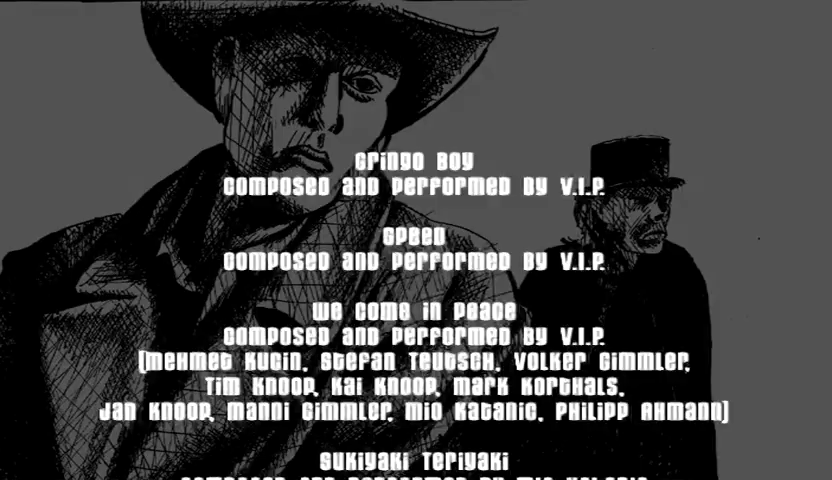 Gringo Boy
composed and performed by V.I.P.
Speed
composed and performed by V.I.P.
We come in peace
composed and performed by V.I.P.
(Mehmet Kucin, Stefan Teutsch, Volker Gimmler,
Tim Knoop, Kai Knoop, Mark Korthals,
Jan Knoop, Manni Gimmler, Mio Katanic, Philipp Ahmann)
Sukiyaki Teriyaki